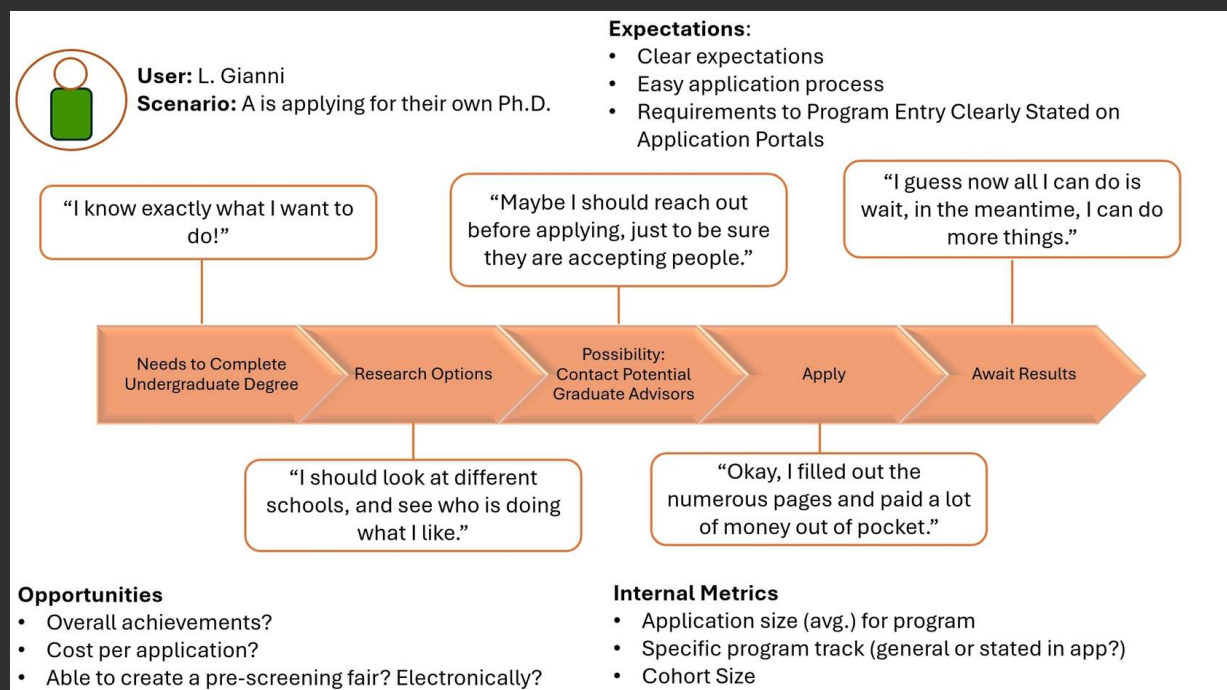 User: L. Gianni
Scenario: A is applying for their own Ph.D.
Expectations:
• Clear expectations
• Easy application process
• Requirements to Program Entry Clearly Stated on
Application Portals
“I know exactly what I want to
do!”
“Maybe I should reach out
before applying, just to be sure
they are accepting people.”
“I guess now all I can do is
wait, in the meantime, I can do
more things.”
Needs to Complete
Undergraduate Degree
Research Options
Possibility:
Contact Potential
Graduate Advisors
Apply
Await Results
“I should look at different
schools, and see who is doing
what I like.”
“Okay, I filled out the
numerous pages and paid a lot
of money out of pocket.”
Opportunities
• Overall achievements?
• Cost per application?
• Able to create a pre-screening fair? Electronically?
Internal Metrics
• Application size (avg.) for program
• Specific program track (general or stated in app?)
• Cohort Size